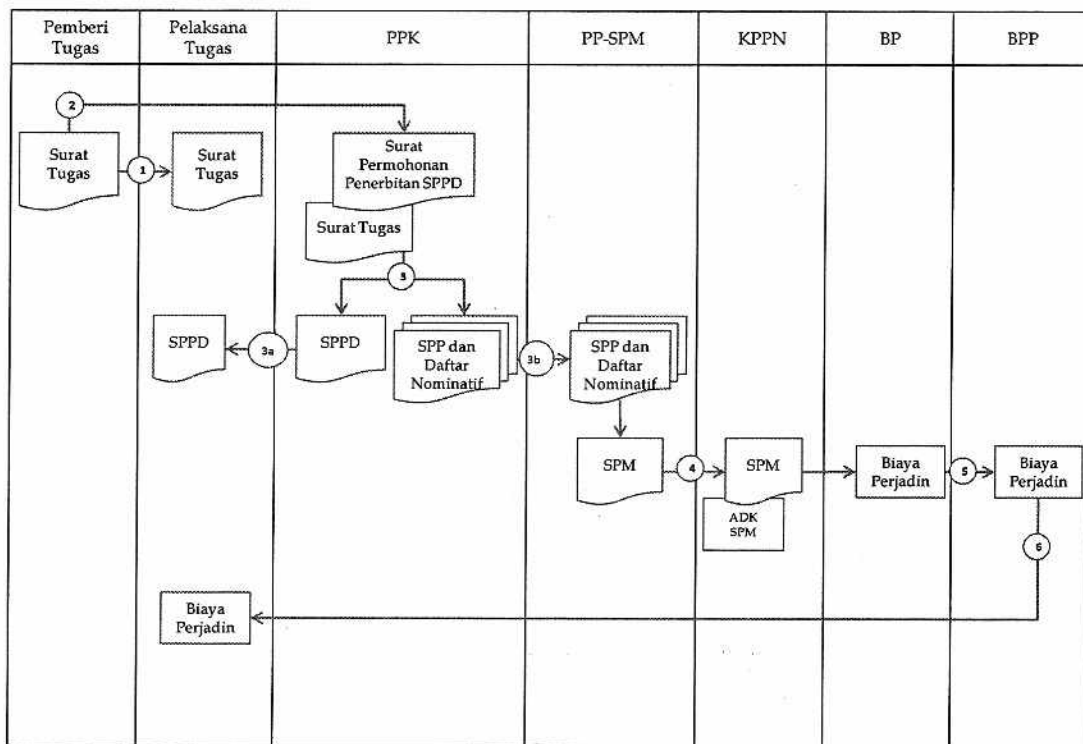 Pemberi
Tugas
Pelaksana
Tugas
PPK
PP-SPM
KPPN
BP
BPP
2
Surat
Tugas
1
Surat
Tugas
Surat
Permohonan
Penerbitan SPPD
Surat Tugas
3
SPPD
3a
SPPD
SPP dan
Daftar
Nominatif
3b
SPP dan
Daftar
Nominatif
SPM
4
SPM
ADK
SPM
Biaya
Perjadin
5
Biaya
Perjadin
6
Biaya
Perjadin